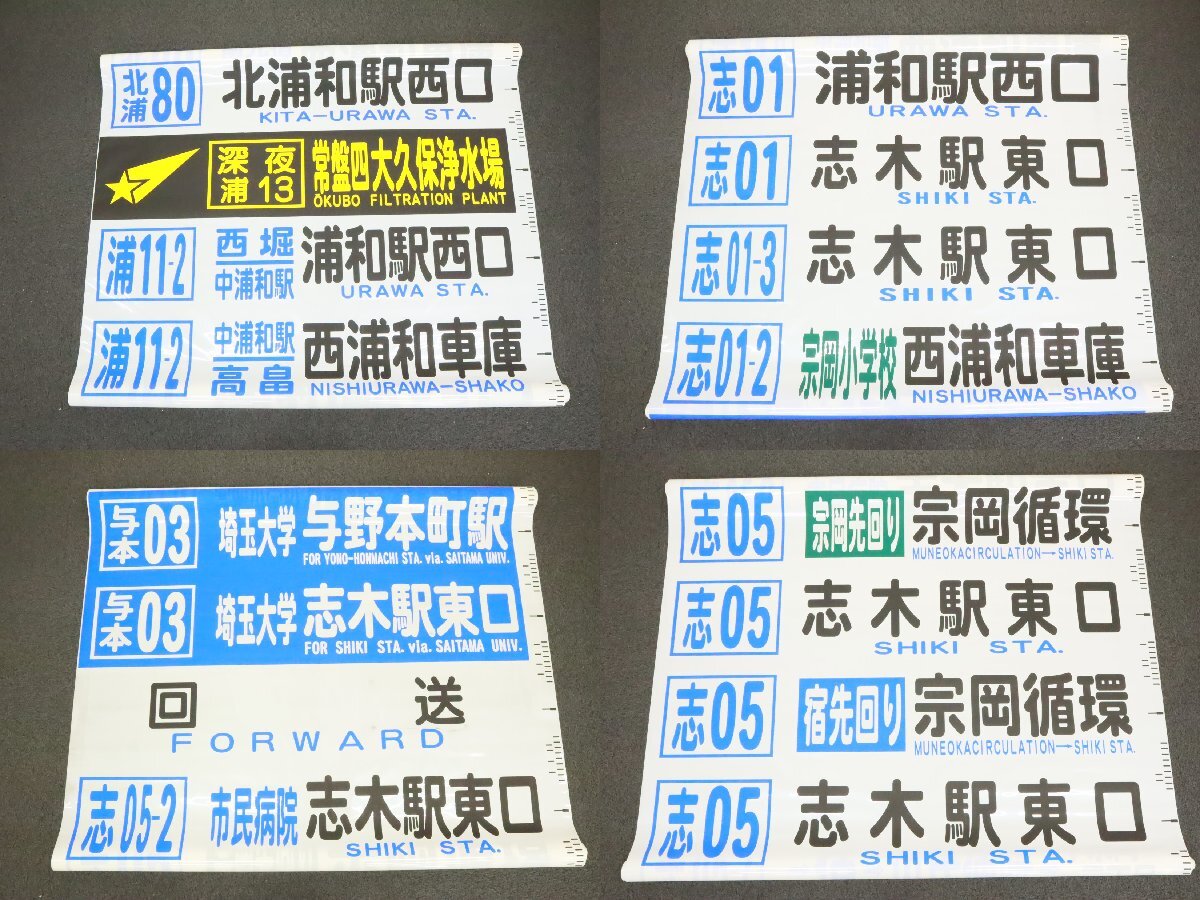 北浦80 北浦和駅西口
KITA-URAWA STA.
深夜浦13 常盤四大久保浄水場
ŌKUBO FILTRATION PLANT
浦11-2 西堀 中浦和駅 浦和駅西口
URAWA STA.
浦11-2 中浦和駅 高畠 西浦和車庫
NISHIURAWA-SHAKO
志01 浦和駅西口
URAWA STA.
志01 志木駅東口
SHIKI STA.
志01-3 志木駅東口
SHIKI STA.
志01-2 宗岡小学校 西浦和車庫
NISHIURAWA-SHAKO
与本03 埼玉大学 与野本町駅
FOR YONO-HONMACHI STA. via. SAITAMA UNIV.
与本03 埼玉大学 志木駅東口
FOR SHIKI STA. via. SAITAMA UNIV.
回送
FORWARD
志05-2 市民病院 志木駅東口
SHIKI STA.
志05 宗岡先回り 宗岡循環
MUNEOKACIRCULATION→SHIKI STA.
志05 志木駅東口
SHIKI STA.
志05 宿先回り 宗岡循環
MUNEOKACIRCULATION→SHIKI STA.
志05 志木駅東口
SHIKI STA.